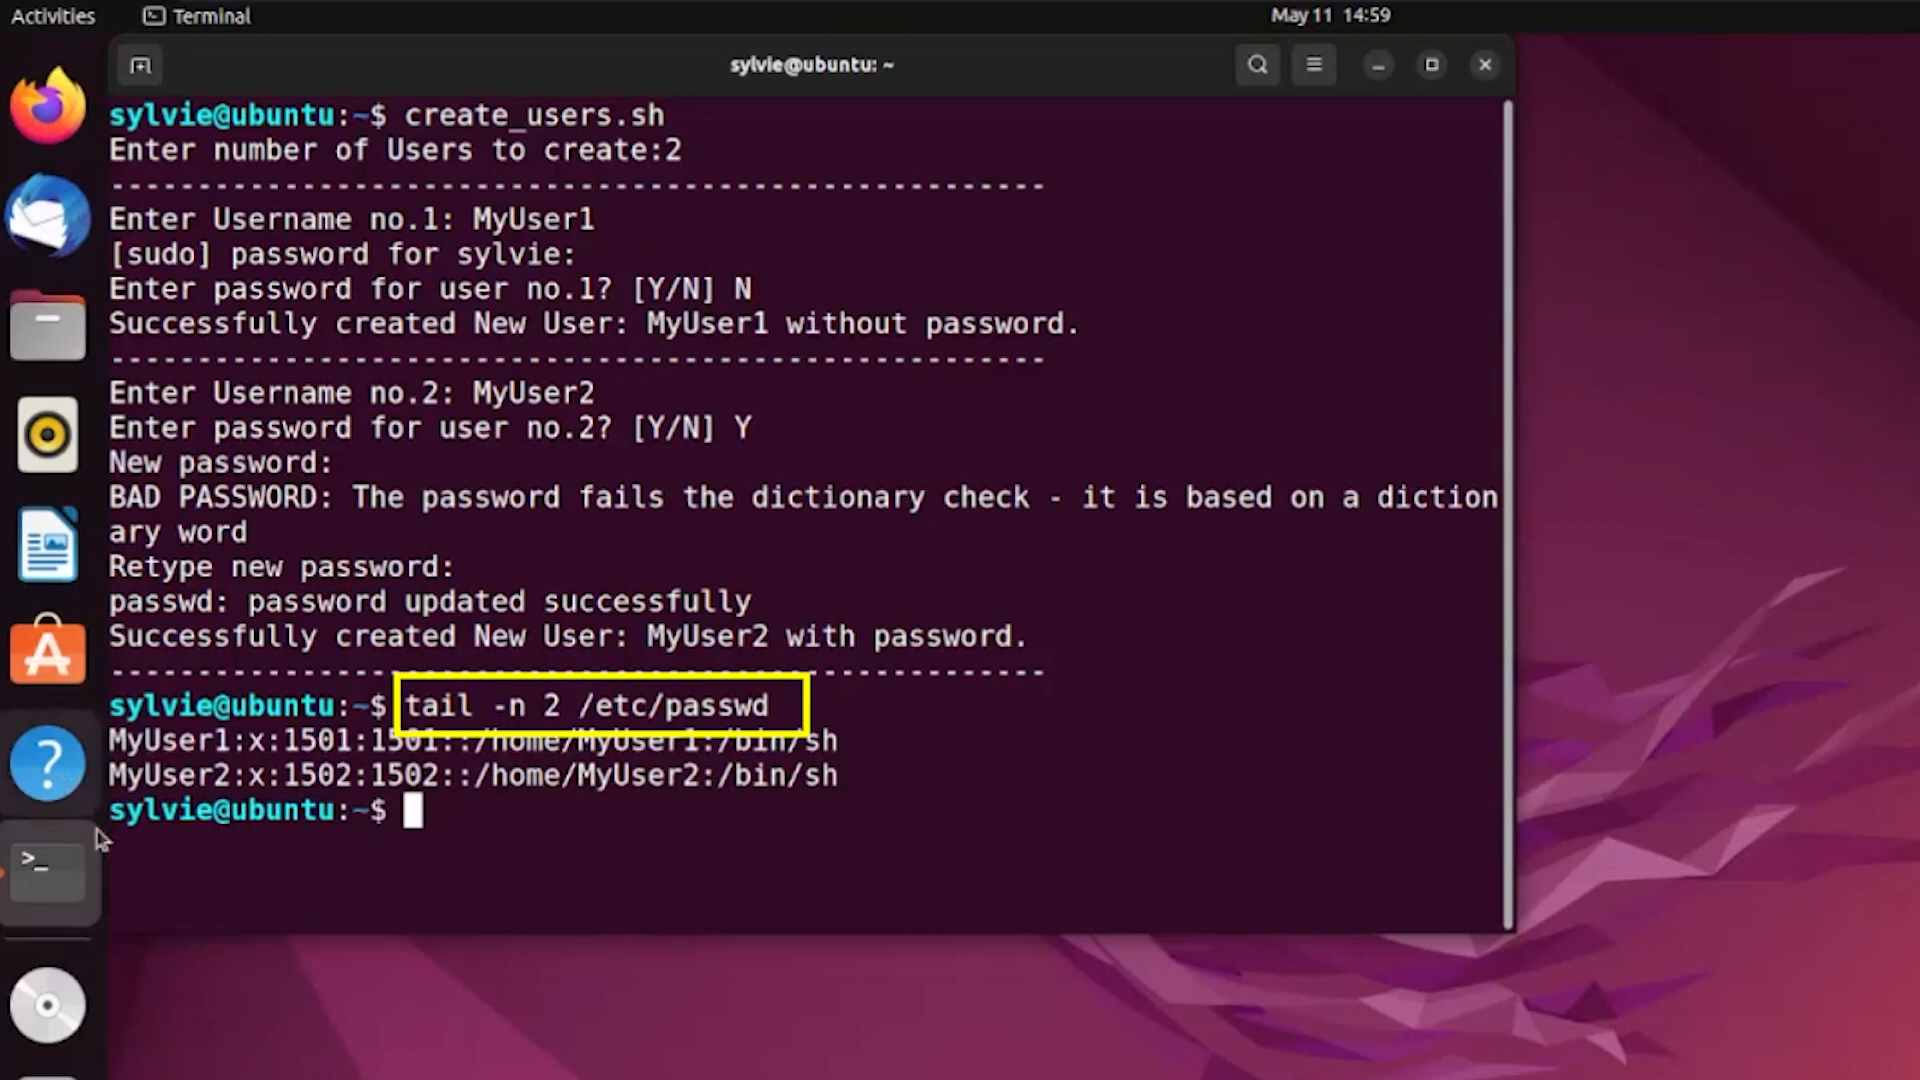 Activities
Terminal
May 11 14:59
sylvie@ubuntu: ~
sylvie@ubuntu:~$ create_users.sh
Enter number of Users to create:2
------------------------------------------------------
Enter Username no.1: MyUser1
[sudo] password for sylvie:
Enter password for user no.1? [Y/N] N
Successfully created New User: MyUser1 without password.
------------------------------------------------------
Enter Username no.2: MyUser2
Enter password for user no.2? [Y/N] Y
New password:
BAD PASSWORD: The password fails the dictionary check - it is based on a diction
ary word
Retype new password:
passwd: password updated successfully
Successfully created New User: MyUser2 with password.
------------------------------------------------------
sylvie@ubuntu:~$ tail -n 2 /etc/passwd
MyUser1:x:1501:1501::/home/MyUser1:/bin/sh
MyUser2:x:1502:1502::/home/MyUser2:/bin/sh
sylvie@ubuntu:~$